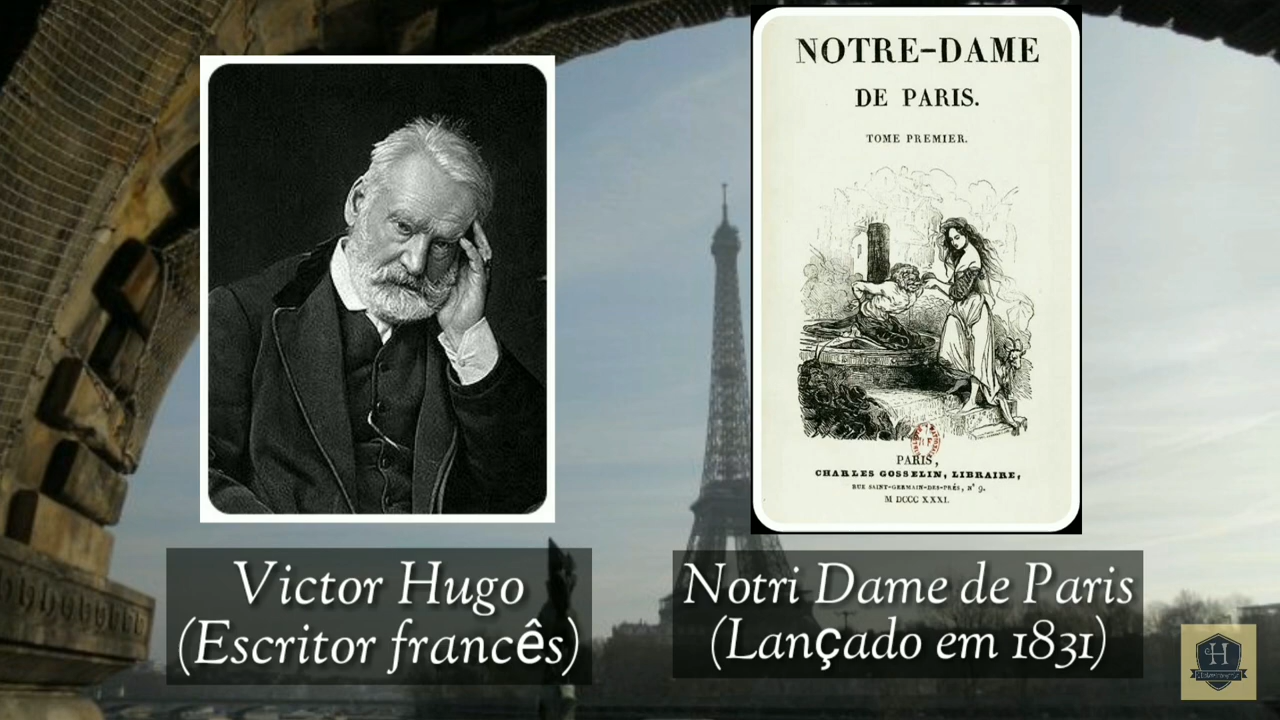 NOTRE-DAME
DE PARIS.
TOME PREMIER.
PARIS,
CHARLES GOSSELIN, LIBRAIRE,
RUE SAINT-GERMAIN-DES-PRÉS, N° 9.
M DCCC XXXI.
Victor Hugo
(Escritor francês)
Notri Dame de Paris
(Lançado em 1831)
H